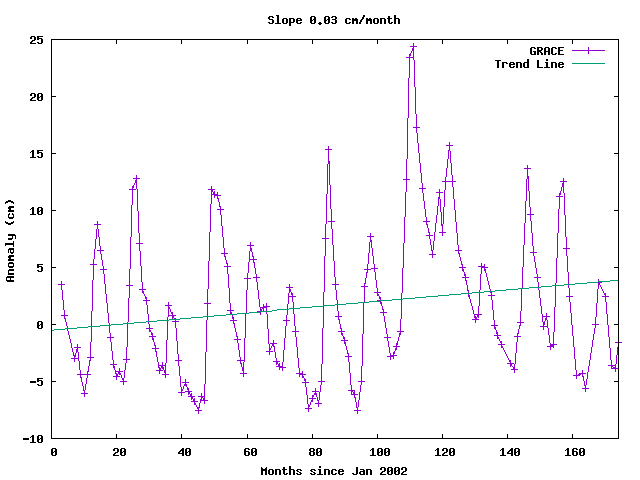 Slope 0.03 cm/month
GRACE
Trend Line
25
20
15
10
5
0
-5
-10
Anomaly (cm)
0 20 40 60 80 100 120 140 160
Months since Jan 2002